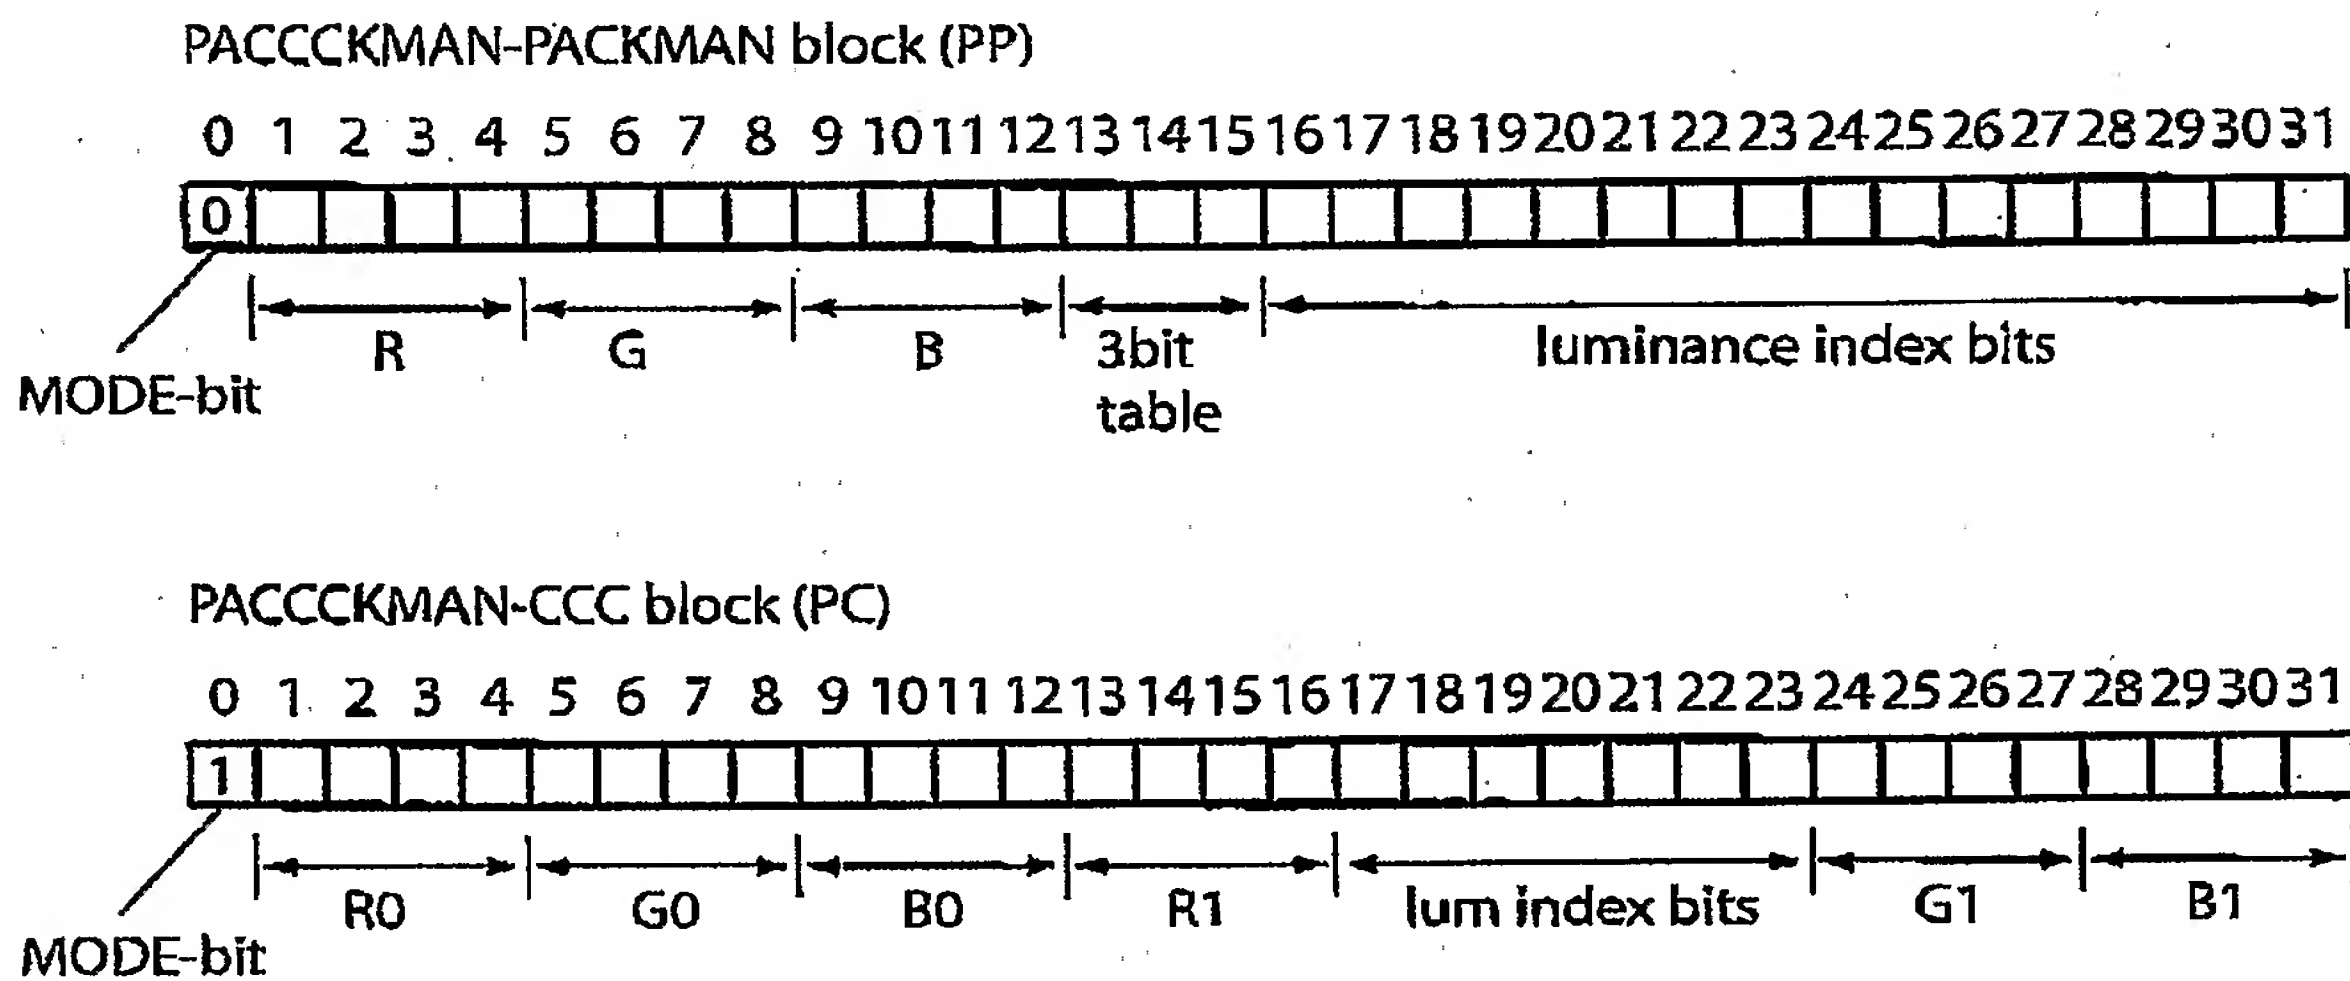 PACCCKMAN-PACKMAN block (PP)
0 1 2 3 4 5 6 7 8 9 10 11 12 13 14 15 16 17 18 19 20 21 22 23 24 25 26 27 28 29 30 31
0
R G B 3bit table luminance index bits
MODE-bit
PACCCKMAN-CCC block (PC)
0 1 2 3 4 5 6 7 8 9 10 11 12 13 14 15 16 17 18 19 20 21 22 23 24 25 26 27 28 29 30 31
1
R0 G0 B0 R1 lum index bits G1 B1
MODE-bit